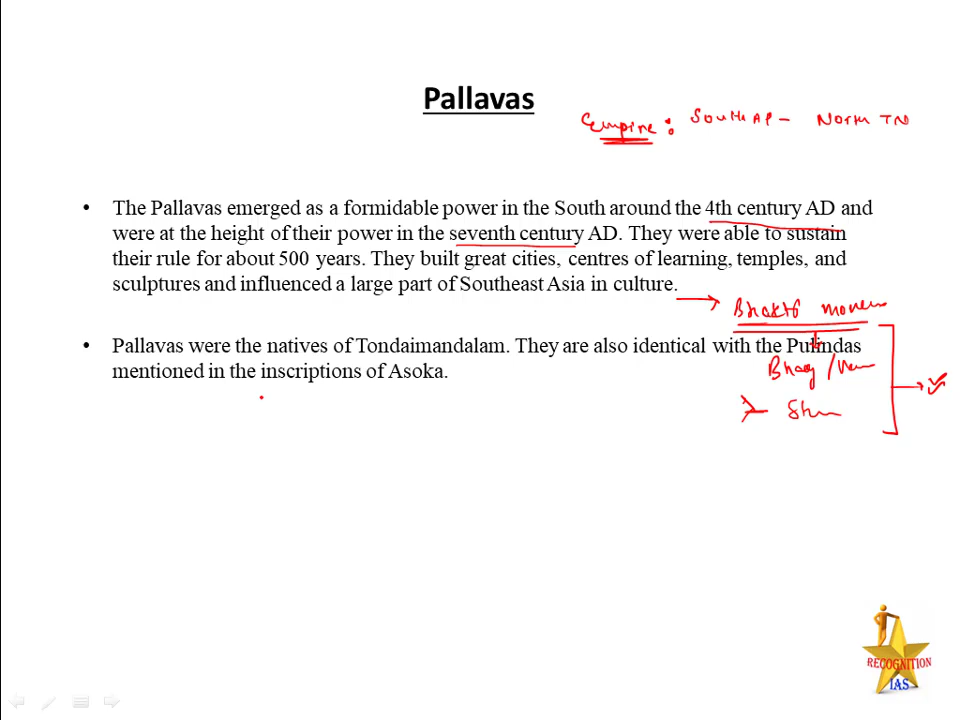 Pallavas
Empire : South AP - North TN
• The Pallavas emerged as a formidable power in the South around the 4th century AD and
were at the height of their power in the seventh century AD. They were able to sustain
their rule for about 500 years. They built great cities, centres of learning, temples, and
sculptures and influenced a large part of Southeast Asia in culture.
Bhakti
• Pallavas were the natives of Tondaimandalam. They are also identical with the Pulindas
mentioned in the inscriptions of Asoka.
RECOGNITION
IAS